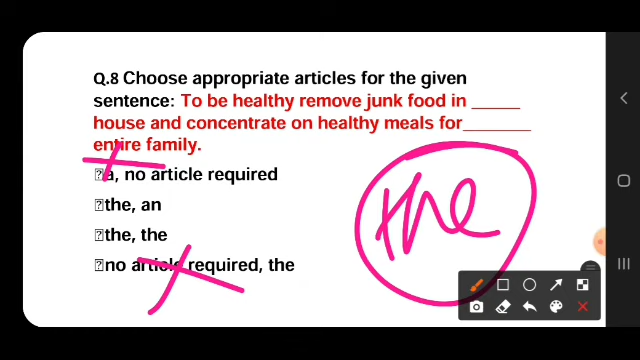 Q.8 Choose appropriate articles for the given
sentence: To be healthy remove junk food in _____
house and concentrate on healthy meals for_______
entire family.
a, no article required
the, an
the, the
no article required, the
the